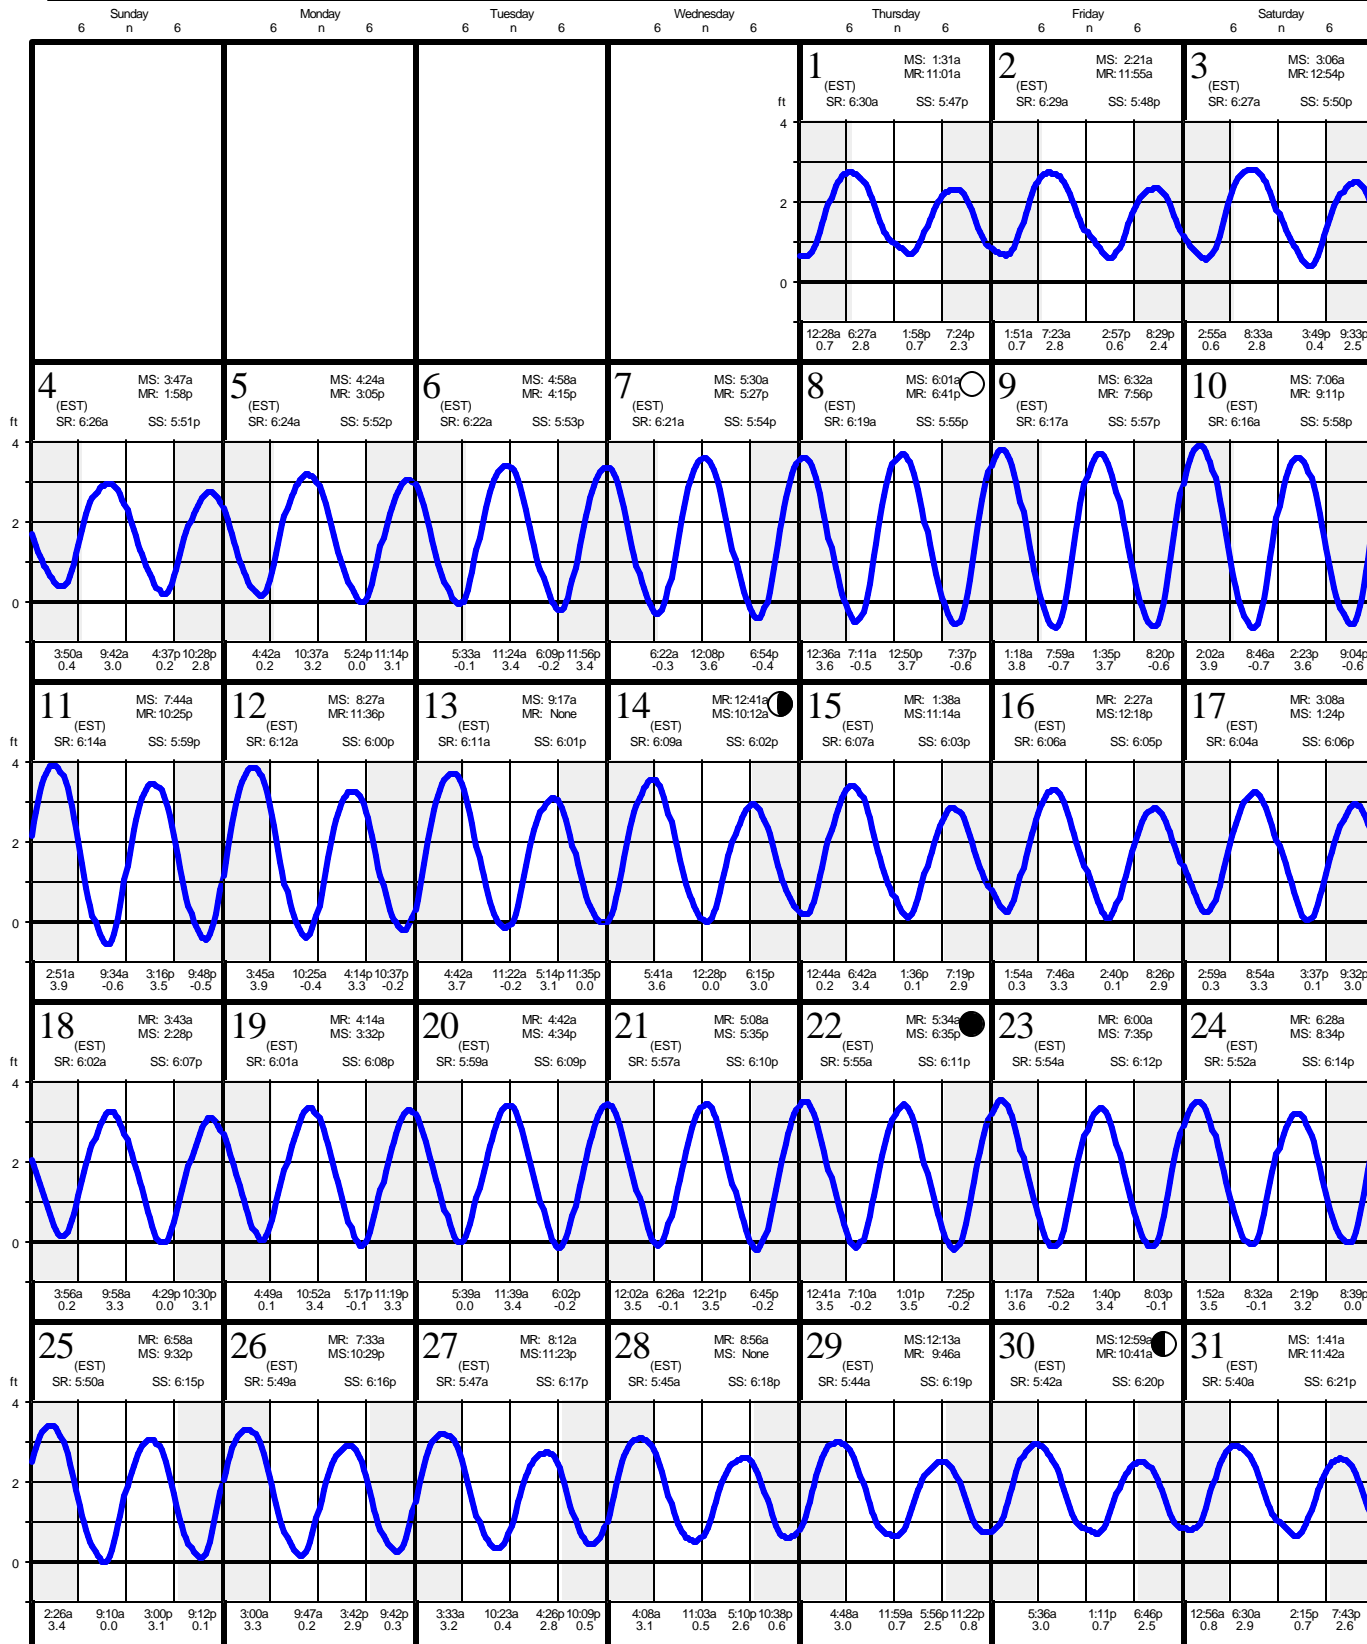 Sunday Monday Tuesday Wednesday Thursday Friday Saturday
6 n 6 6 n 6 6 n 6 6 n 6 6 n 6 6 n 6 6 n 6
1 MS: 1:31a 2 MS: 2:21a 3 MS: 3:06a
MR: 11:01a MR: 11:55a MR: 12:54p
(EST) (EST) (EST)
ft SR: 6:30a SS: 5:47p SR: 6:29a SS: 5:48p SR: 6:27a SS: 5:50p
4
2
0
12:28a 6:27a 1:58p 7:24p 1:51a 7:23a 2:57p 8:29p 2:55a 8:33a 3:49p 9:33p
0.7 2.8 0.7 2.3 0.7 2.8 0.6 2.4 0.6 2.8 0.4 2.5
4 MS: 3:47a 5 MS: 4:24a 6 MS: 4:58a 7 MS: 5:30a 8 MS: 6:01a 9 MS: 6:32a 10 MS: 7:06a
MR: 1:58p MR: 3:05p MR: 4:15p MR: 5:27p MR: 6:41p MR: 7:56p MR: 9:11p
(EST) (EST) (EST) (EST) (EST) (EST) (EST)
ft SR: 6:26a SS: 5:51p SR: 6:24a SS: 5:52p SR: 6:22a SS: 5:53p SR: 6:21a SS: 5:54p SR: 6:19a SS: 5:55p SR: 6:17a SS: 5:57p SR: 6:16a SS: 5:58p
4
2
0
3:50a 9:42a 4:37p 10:28p 4:42a 10:37a 5:24p 11:14p 5:33a 11:24a 6:09p 11:56p 6:22a 12:08p 6:54p 12:36a 7:11a 12:50p 7:37p 1:18a 7:59a 1:35p 8:20p 2:02a 8:46a 2:23p 9:04p
0.4 3.0 0.2 2.8 0.2 3.2 0.0 3.1 -0.1 3.4 -0.2 3.4 -0.3 3.6 -0.4 3.6 -0.5 3.7 -0.6 3.8 -0.7 3.7 -0.6 3.9 -0.7 3.6 -0.6
11 MS: 7:44a 12 MS: 8:27a 13 MS: 9:17a 14 MR: 12:41a 15 MR: 1:38a 16 MR: 2:27a 17 MR: 3:08a
MR: 10:25p MR: 11:36p MR: None MS: 10:12a MS: 11:14a MS: 12:18p MS: 1:24p
(EST) (EST) (EST) (EST) (EST) (EST) (EST)
ft SR: 6:14a SS: 5:59p SR: 6:12a SS: 6:00p SR: 6:11a SS: 6:01p SR: 6:09a SS: 6:02p SR: 6:07a SS: 6:03p SR: 6:06a SS: 6:05p SR: 6:04a SS: 6:06p
4
2
0
2:51a 9:34a 3:16p 9:48p 3:45a 10:25a 4:14p 10:37p 4:42a 11:22a 5:14p 11:35p 5:41a 12:28p 6:15p 12:44a 6:42a 1:36p 7:19p 1:54a 7:46a 2:40p 8:26p 2:59a 8:54a 3:37p 9:32p
3.9 -0.6 3.5 -0.5 3.9 -0.4 3.3 -0.2 3.7 -0.2 3.1 0.0 3.6 0.0 3.0 0.2 3.4 0.1 2.9 0.3 3.3 0.1 2.9 0.3 3.3 0.1 3.0
18 MR: 3:43a 19 MR: 4:14a 20 MR: 4:42a 21 MR: 5:08a 22 MR: 5:34a 23 MR: 6:00a 24 MR: 6:28a
MS: 2:28p MS: 3:32p MS: 4:34p MS: 5:35p MS: 6:35p MS: 7:35p MS: 8:34p
(EST) (EST) (EST) (EST) (EST) (EST) (EST)
ft SR: 6:02a SS: 6:07p SR: 6:01a SS: 6:08p SR: 5:59a SS: 6:09p SR: 5:57a SS: 6:10p SR: 5:55a SS: 6:11p SR: 5:54a SS: 6:12p SR: 5:52a SS: 6:14p
4
2
0
3:56a 9:58a 4:29p 10:30p 4:49a 10:52a 5:17p 11:19p 5:39a 11:39a 6:02p 12:02a 6:26a 12:21p 6:45p 12:41a 7:10a 1:01p 7:25p 1:17a 7:52a 1:40p 8:03p 1:52a 8:32a 2:19p 8:39p
0.2 3.3 0.0 3.1 0.1 3.4 -0.1 3.3 0.0 3.4 -0.2 3.5 -0.1 3.5 -0.2 3.5 -0.2 3.5 -0.2 3.6 -0.2 3.4 -0.1 3.5 -0.1 3.2 0.0
25 MR: 6:58a 26 MR: 7:33a 27 MR: 8:12a 28 MR: 8:56a 29 MS: 12:13a 30 MS: 12:59a 31 MS: 1:41a
MS: 9:32p MS: 10:29p MS: 11:23p MS: None MR: 9:46a MR: 10:41a MR: 11:42a
(EST) (EST) (EST) (EST) (EST) (EST) (EST)
ft SR: 5:50a SS: 6:15p SR: 5:49a SS: 6:16p SR: 5:47a SS: 6:17p SR: 5:45a SS: 6:18p SR: 5:44a SS: 6:19p SR: 5:42a SS: 6:20p SR: 5:40a SS: 6:21p
4
2
0
2:26a 9:10a 3:00p 9:12p 3:00a 9:47a 3:42p 9:42p 3:33a 10:23a 4:26p 10:09p 4:08a 11:03a 5:10p 10:38p 4:48a 11:59a 5:56p 11:22p 5:36a 1:11p 6:46p 12:56a 6:30a 2:15p 7:43p
3.4 0.0 3.1 0.1 3.3 0.2 2.9 0.3 3.2 0.4 2.8 0.5 3.1 0.5 2.6 0.6 3.0 0.7 2.5 0.8 3.0 0.7 2.5 0.8 2.9 0.7 2.6